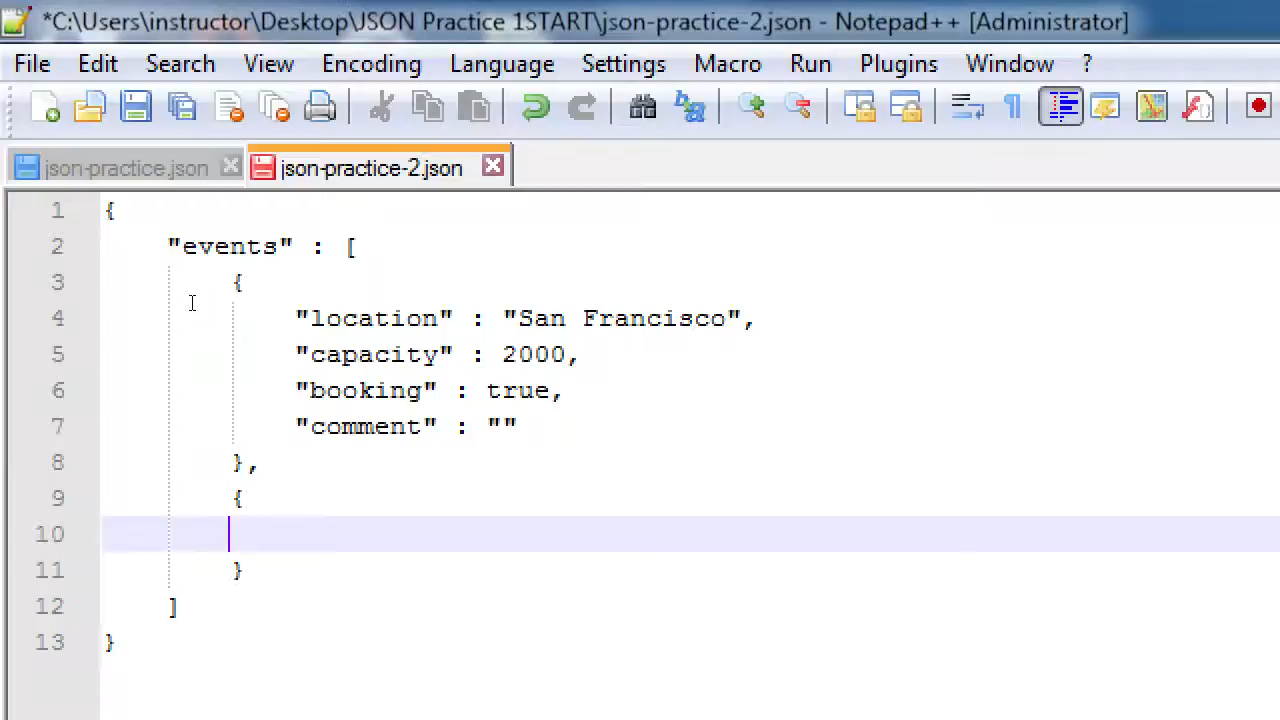 *C:\Users\instructor\Desktop\JSON Practice 1START\json-practice-2.json - Notepad++ [Administrator]
File Edit Search View Encoding Language Settings Macro Run Plugins Window ?
json-practice.json json-practice-2.json
1 {
2 "events" : [
3 {
4 "location" : "San Francisco",
5 "capacity" : 2000,
6 "booking" : true,
7 "comment" : ""
8 },
9 {
10
11 }
12 ]
13 }